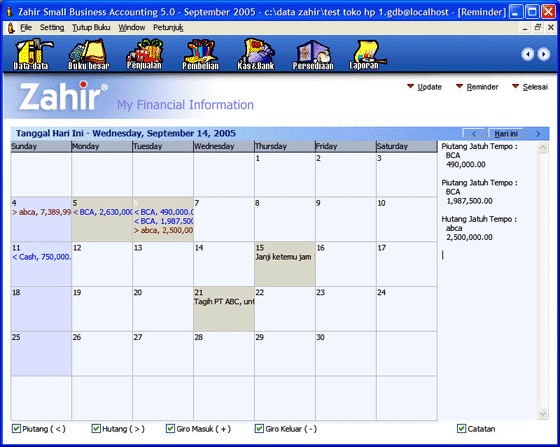 Zahir Small Business Accounting 5.0 - September 2005 - c:\data zahir\test toko hp 1.gdb@localhost - [Reminder]
File Setting Tutup Buku Window Petunjuk
Data-data Buku besar Penjualan Pembelian Kas&Bank Persediaan Laporan
Zahir® My Financial Information
Update Reminder Selesai
Tanggal Hari Ini - Wednesday, September 14, 2005
< Hari ini >
Sunday Monday Tuesday Wednesday Thursday Friday Saturday
1 2 3
4 5 6 7 8 9 10
> abca, 7,389,99 < BCA, 2,630,00 < BCA, 490,000.0
< BCA, 1,987,50
> abca, 2,500,00
11 12 13 14 15 16 17
< Cash, 750,000. Janji ketemu jam
18 19 20 21 22 23 24
Tagih PT ABC, unt
25 26 27 28 29 30
Piutang Jatuh Tempo :
BCA
490,000.00
Piutang Jatuh Tempo :
BCA
1,987,500.00
Hutang Jatuh Tempo :
abca
2,500,000.00
Piutang ( < ) Hutang ( > ) Giro Masuk ( + ) Giro Keluar ( - ) Catatan